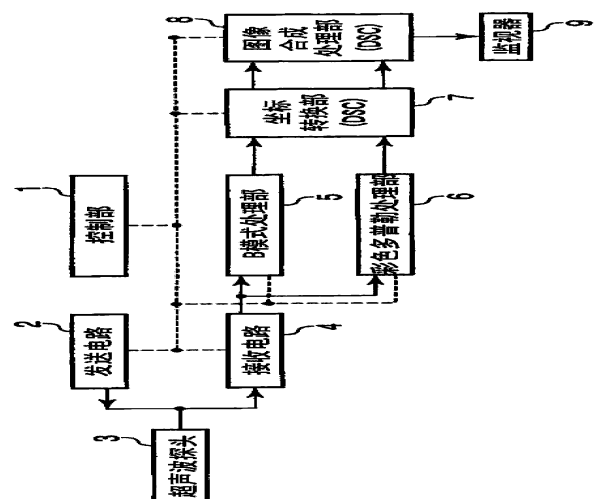 1
控制部
2
发送电路
3
超声波探头
4
接收电路
5
B模式处理部
6
彩色多普勒处理部
7
坐标
转换部
(DSC)
8
图像
合成
处理部
(DSC)
9
监视器